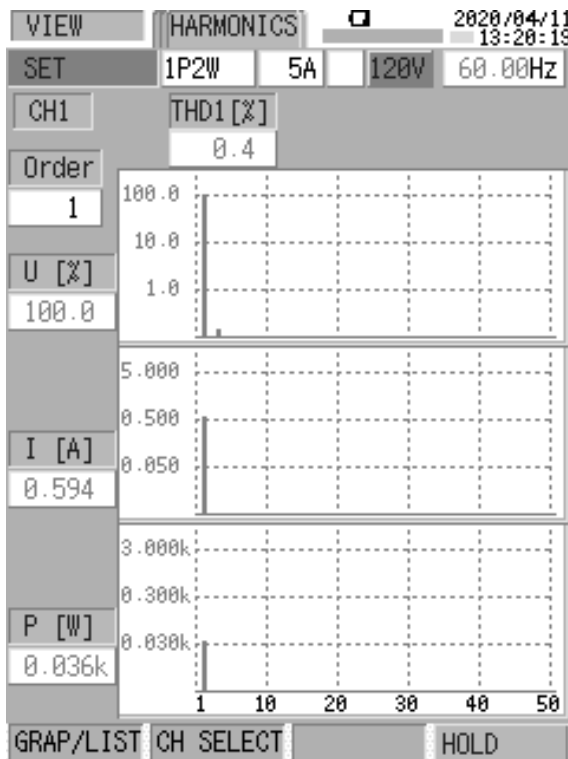 VIEW HARMONICS 2020/04/11
13:20:19
SET 1P2W 5A 120V 60.00Hz
CH1 THD1[%]
0.4
Order
1
100.0
10.0
U [%]
1.0
100.0
5.000
0.500
I [A]
0.050
0.594
3.000k
0.300k
P [W]
0.030k
0.036k
1 10 20 30 40 50
GRAP/LIST CH SELECT HOLD